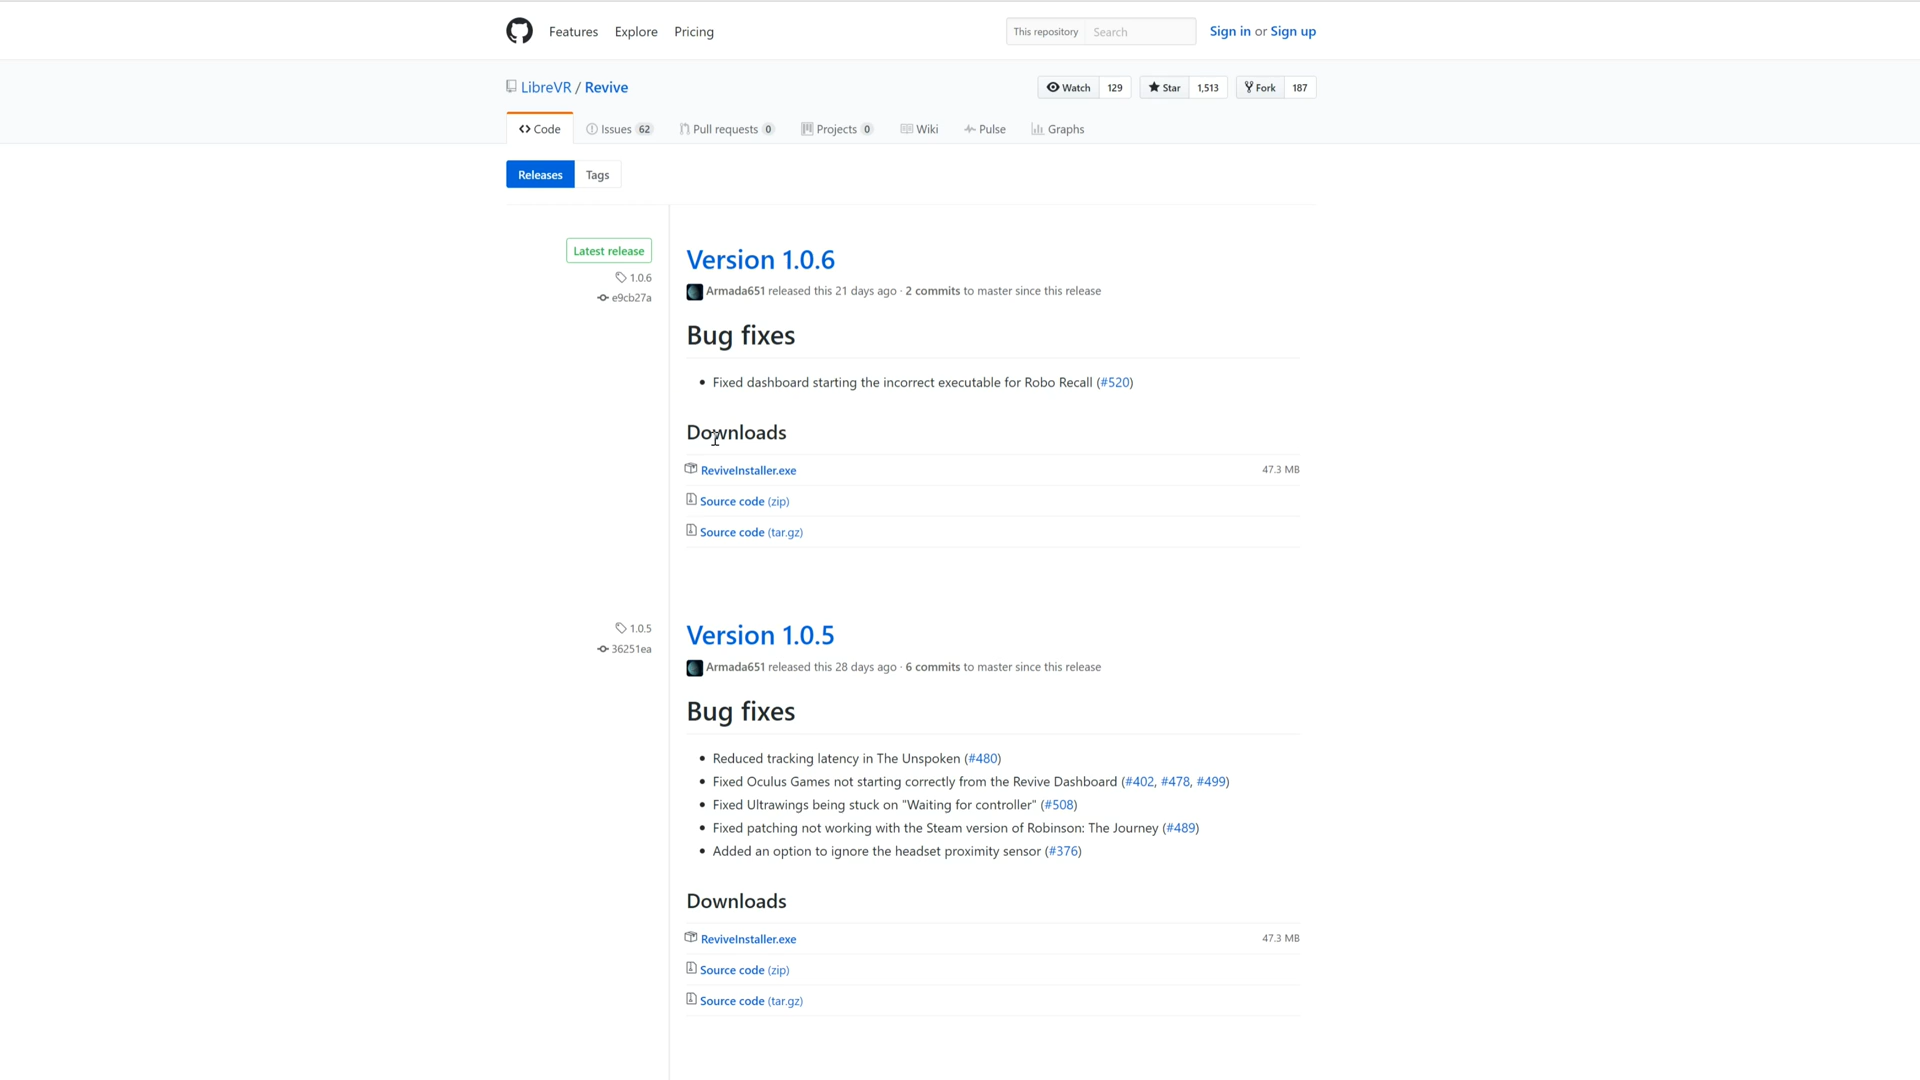 Features Explore Pricing This repository Search Sign in or Sign up
LibreVR / Revive Watch 129 Star 1,513 Fork 187
Code Issues 62 Pull requests 0 Projects 0 Wiki Pulse Graphs
Releases Tags
Latest release
1.0.6
e9cb27a
Version 1.0.6
Armada651 released this 21 days ago · 2 commits to master since this release
Bug fixes
• Fixed dashboard starting the incorrect executable for Robo Recall (#520)
Downloads
ReviveInstaller.exe 47.3 MB
Source code (zip)
Source code (tar.gz)
1.0.5
36251ea
Version 1.0.5
Armada651 released this 28 days ago · 6 commits to master since this release
Bug fixes
• Reduced tracking latency in The Unspoken (#480)
• Fixed Oculus Games not starting correctly from the Revive Dashboard (#402, #478, #499)
• Fixed Ultrawings being stuck on "Waiting for controller" (#508)
• Fixed patching not working with the Steam version of Robinson: The Journey (#489)
• Added an option to ignore the headset proximity sensor (#376)
Downloads
ReviveInstaller.exe 47.3 MB
Source code (zip)
Source code (tar.gz)